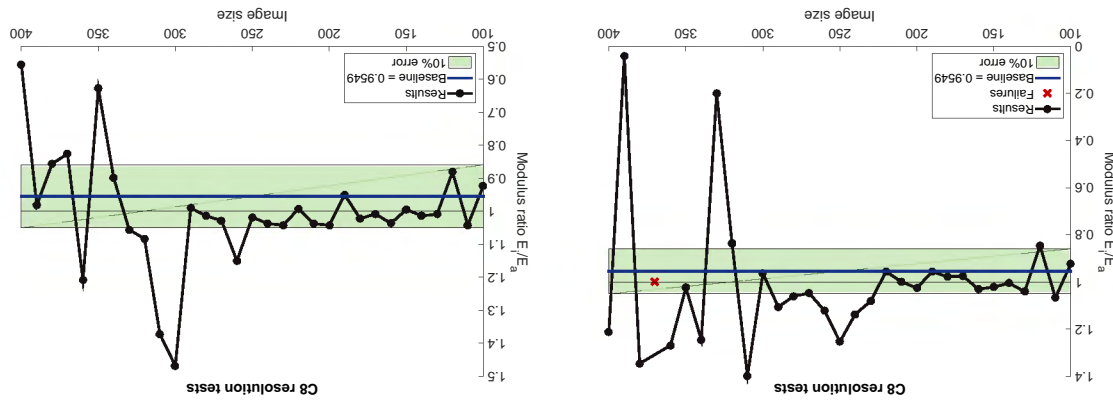 C8 resolution tests
1.4
1.2
1
0.8
0.6
0.4
0.2
0
Modulus ratio E_i/E_a
Results
Failures
Baseline = 0.9549
10% error
100 150 200 250 300 350 400
Image size
C8 resolution tests
1.5
1.4
1.3
1.2
1.1
1
0.9
0.8
0.7
0.6
0.5
Modulus ratio E_i/E_a
Results
Baseline = 0.9549
10% error
100 150 200 250 300 350 400
Image size